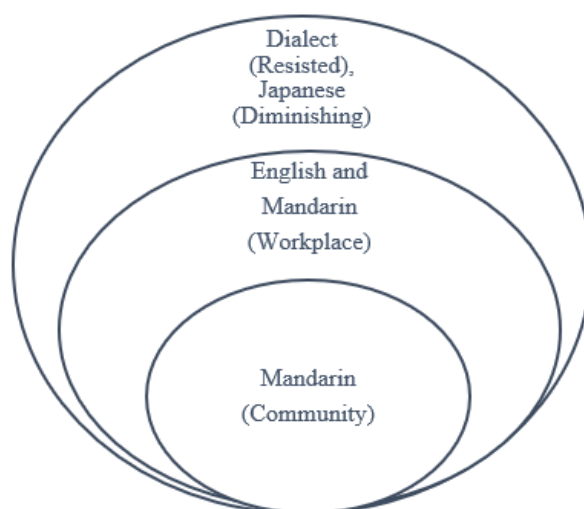 Dialect
(Resisted),
Japanese
(Diminishing)
English and
Mandarin
(Workplace)
Mandarin
(Community)